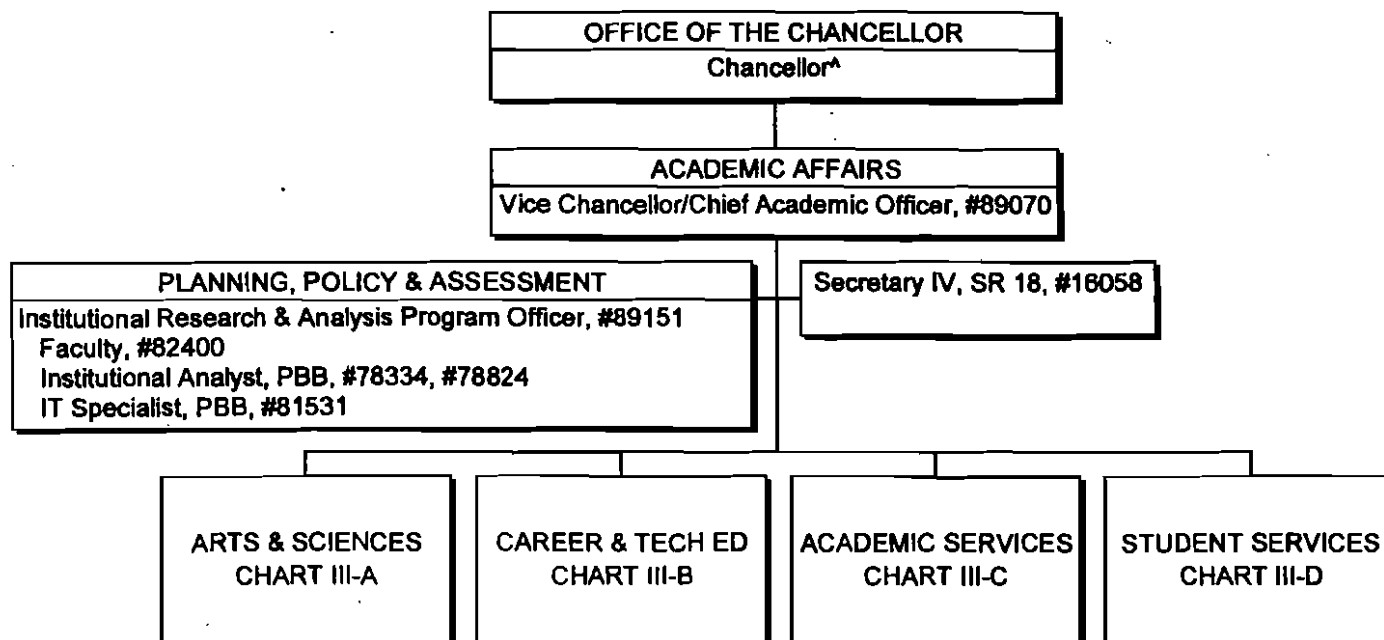 OFFICE OF THE CHANCELLOR
Chancellor^
ACADEMIC AFFAIRS
Vice Chancellor/Chief Academic Officer, #89070
PLANNING, POLICY & ASSESSMENT
Institutional Research & Analysis Program Officer, #89151
Faculty, #82400
Institutional Analyst, PBB, #78334, #78824
IT Specialist, PBB, #81531
Secretary IV, SR 18, #16058
ARTS & SCIENCES
CHART III-A
CAREER & TECH ED
CHART III-B
ACADEMIC SERVICES
CHART III-C
STUDENT SERVICES
CHART III-D